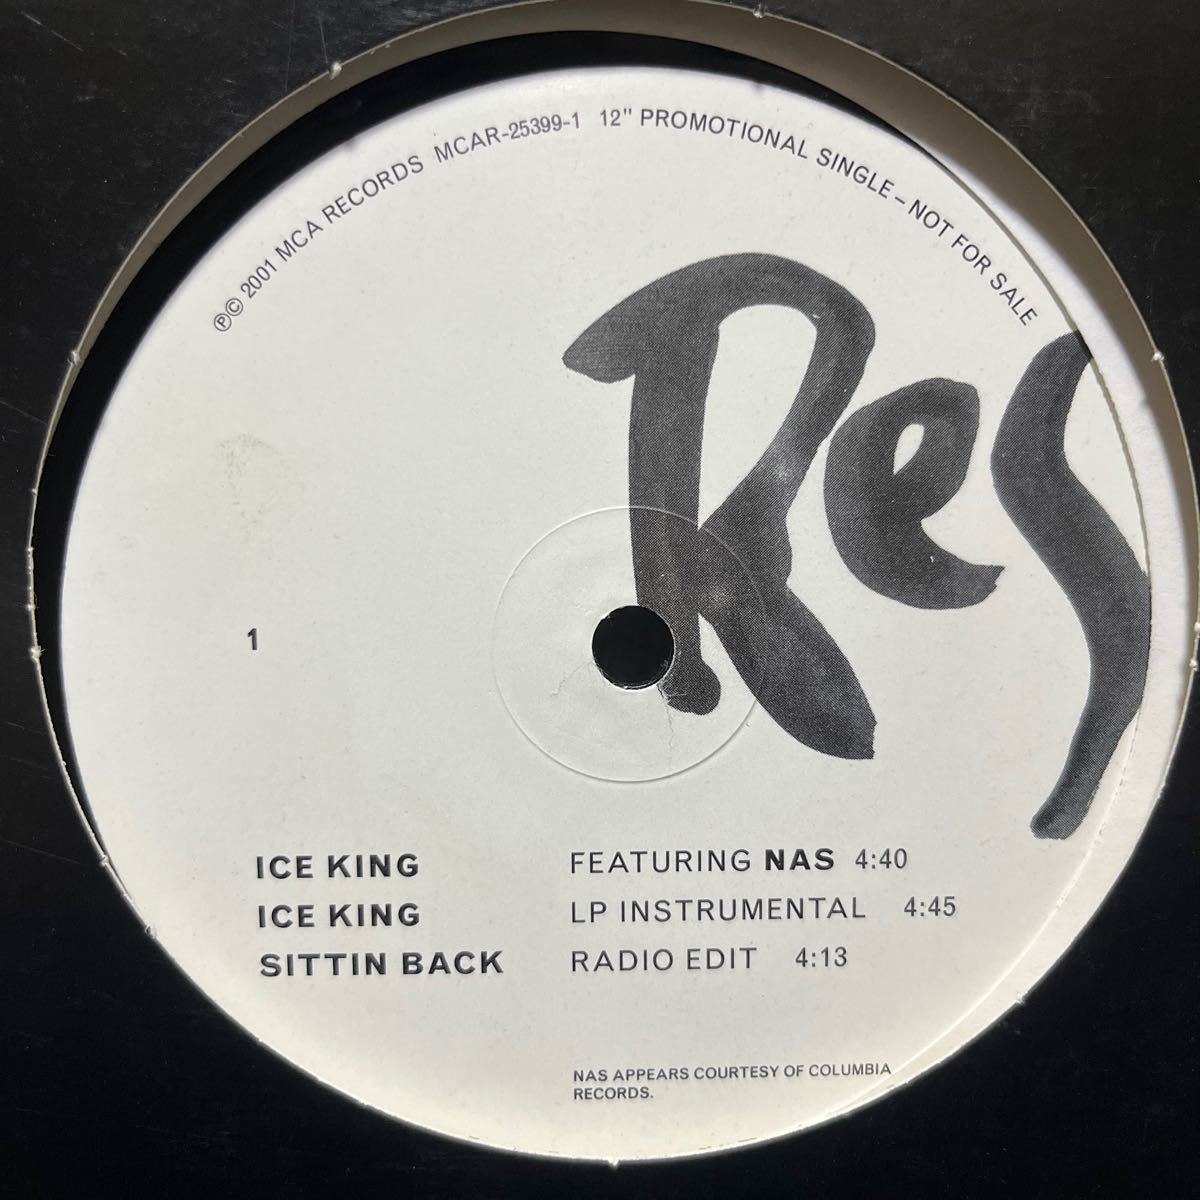 ℗© 2001 MCA RECORDS MCAR-25399-1 12" PROMOTIONAL SINGLE – NOT FOR SALE
Res
1
ICE KING FEATURING NAS 4:40
ICE KING LP INSTRUMENTAL 4:45
SITTIN BACK RADIO EDIT 4:13
NAS APPEARS COURTESY OF COLUMBIA
RECORDS.